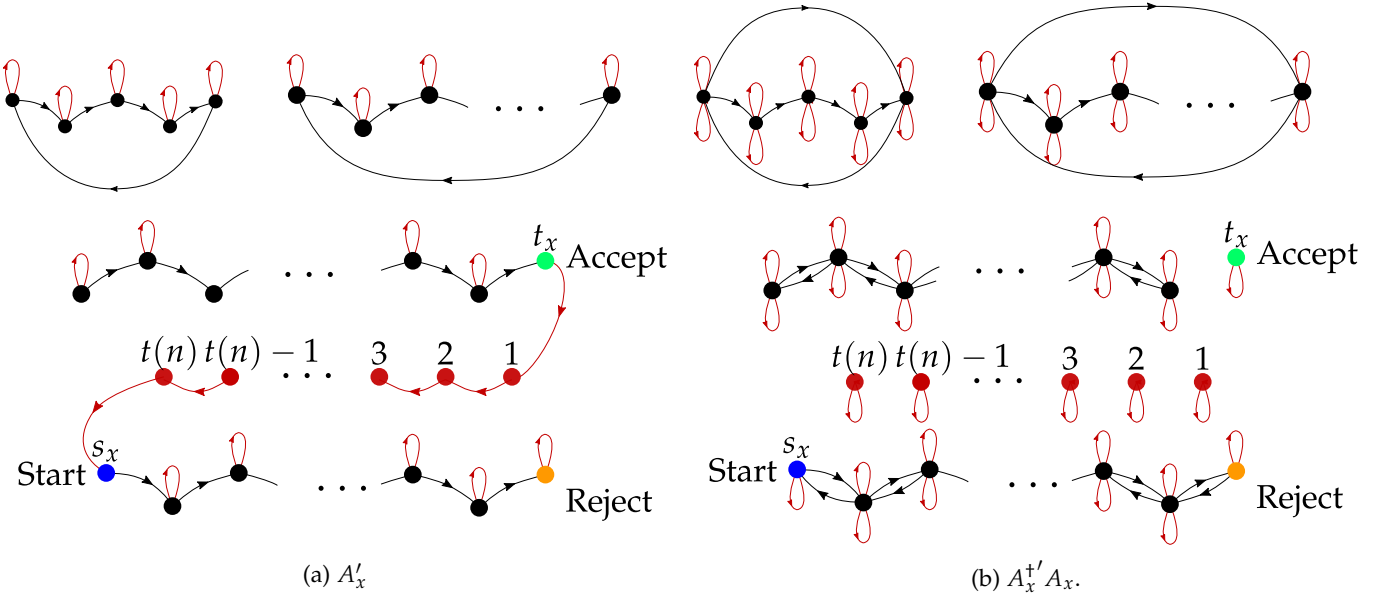 t_x
Accept
t(n) t(n) − 1 · · · 3 2 1
s_x
Start
· · ·
Reject
(a) A′_x
t_x
Accept
t(n) t(n) − 1 · · · 3 2 1
s_x
Start
· · ·
Reject
(b) A_x^{†′} A_x.